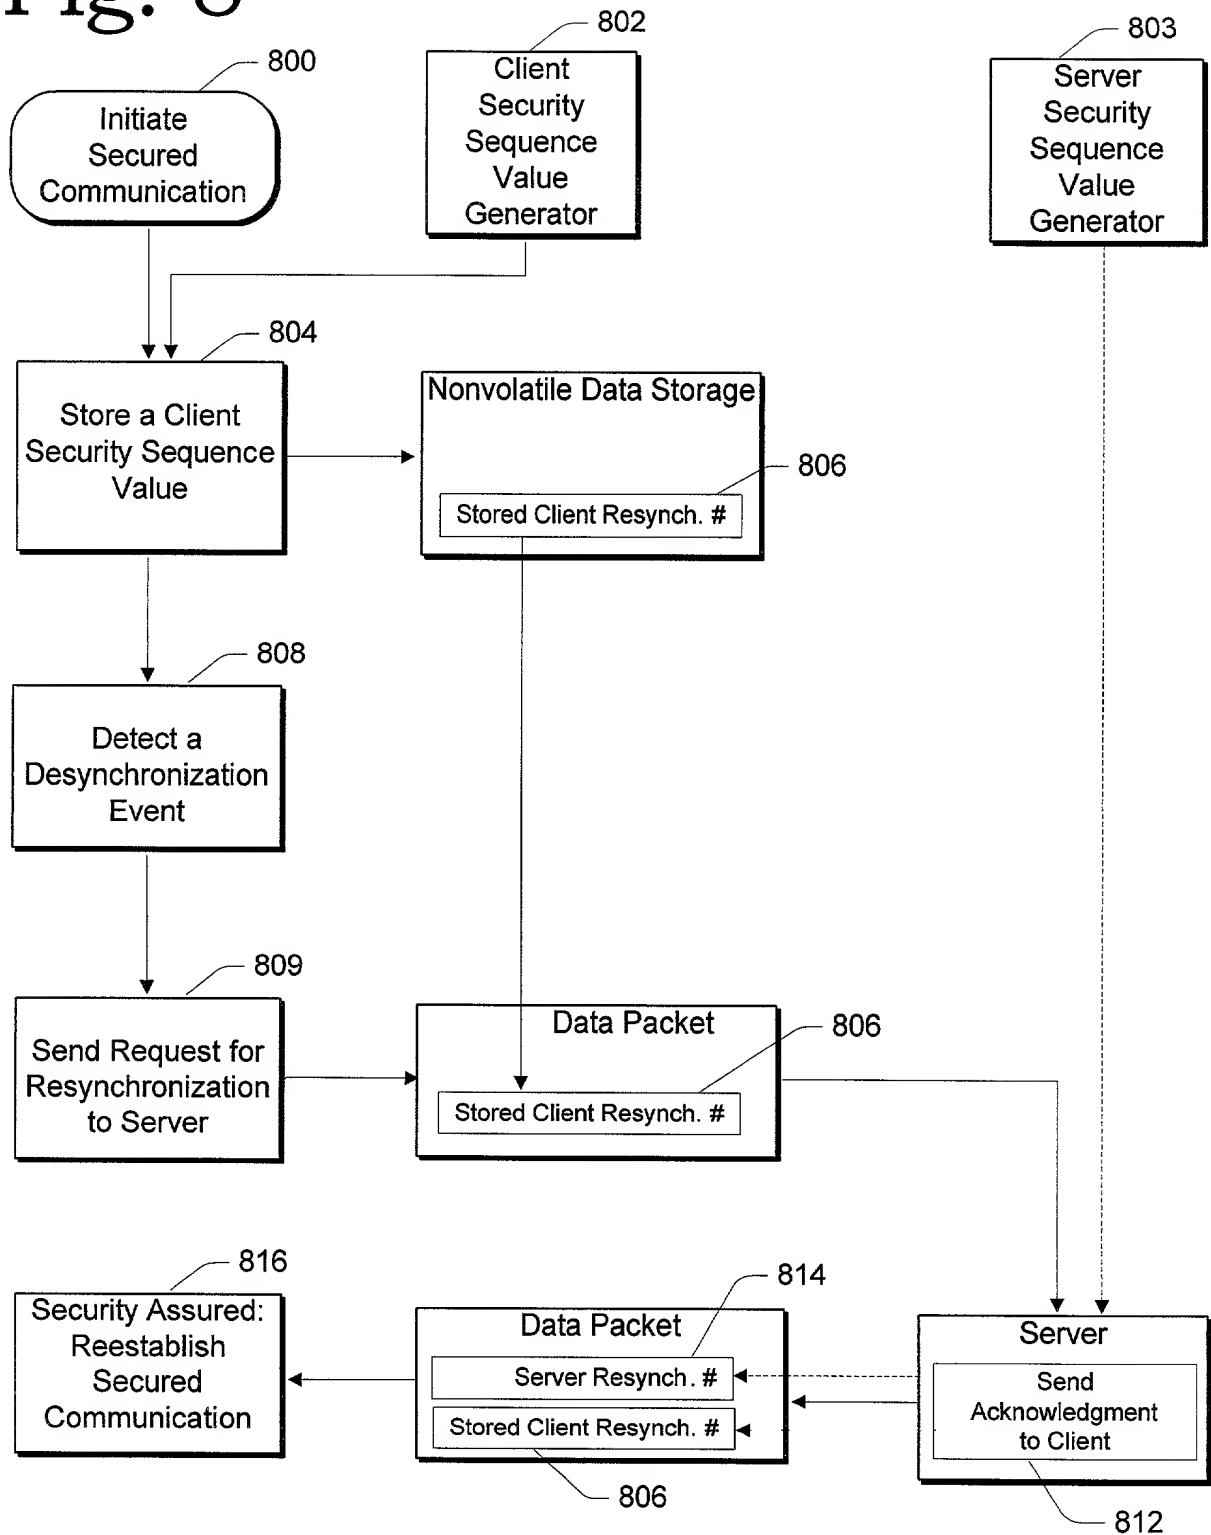 Fig. 8
800
802
803
Initiate
Secured
Communication
Client
Security
Sequence
Value
Generator
Server
Security
Sequence
Value
Generator
804
Store a Client
Security Sequence
Value
Nonvolatile Data Storage
806
Stored Client Resynch. #
808
Detect a
Desynchronization
Event
809
Send Request for
Resynchronization
to Server
Data Packet
806
Stored Client Resynch. #
816
Security Assured:
Reestablish
Secured
Communication
814
Data Packet
Server Resynch. #
Stored Client Resynch. #
806
Server
Send
Acknowledgment
to Client
812